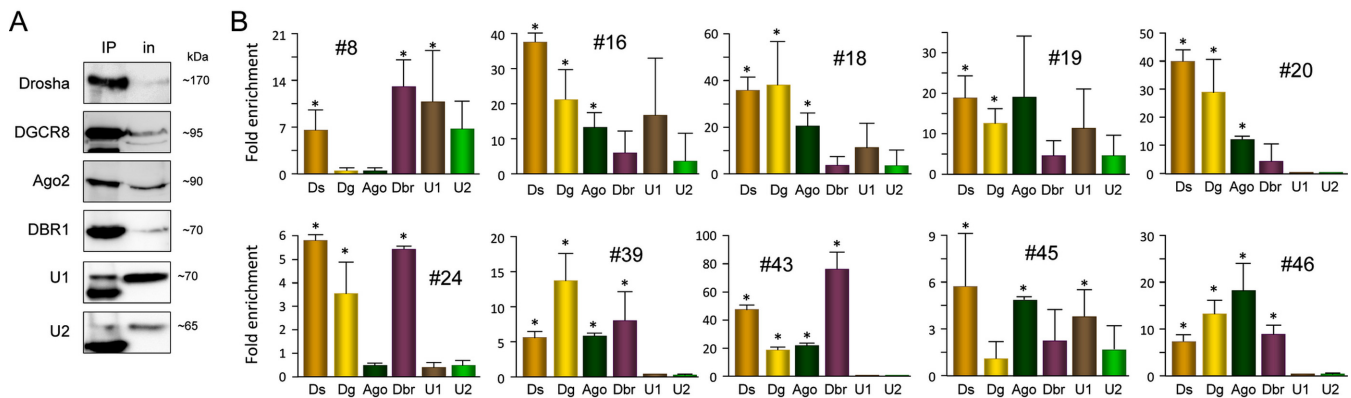 A
IP in
kDa
Drosha ~170
DGCR8 ~95
Ago2 ~90
DBR1 ~70
U1 ~70
U2 ~65
B
Fold enrichment
21
14
7
0
#8
* * *
Ds Dg Ago Dbr U1 U2
40
30
20
10
0
#16
* * *
Ds Dg Ago Dbr U1 U2
60
40
20
0
#18
* * *
Ds Dg Ago Dbr U1 U2
30
25
20
15
10
5
0
#19
* *
Ds Dg Ago Dbr U1 U2
50
40
30
20
10
0
#20
* * *
Ds Dg Ago Dbr U1 U2
Fold enrichment
6
5
4
3
2
1
0
#24
* * *
Ds Dg Ago Dbr U1 U2
25
20
15
10
5
0
#39
* * * *
Ds Dg Ago Dbr U1 U2
100
80
60
40
20
0
#43
* * * *
Ds Dg Ago Dbr U1 U2
9
6
3
0
#45
* * *
Ds Dg Ago Dbr U1 U2
30
25
20
15
10
5
0
#46
* * * *
Ds Dg Ago Dbr U1 U2